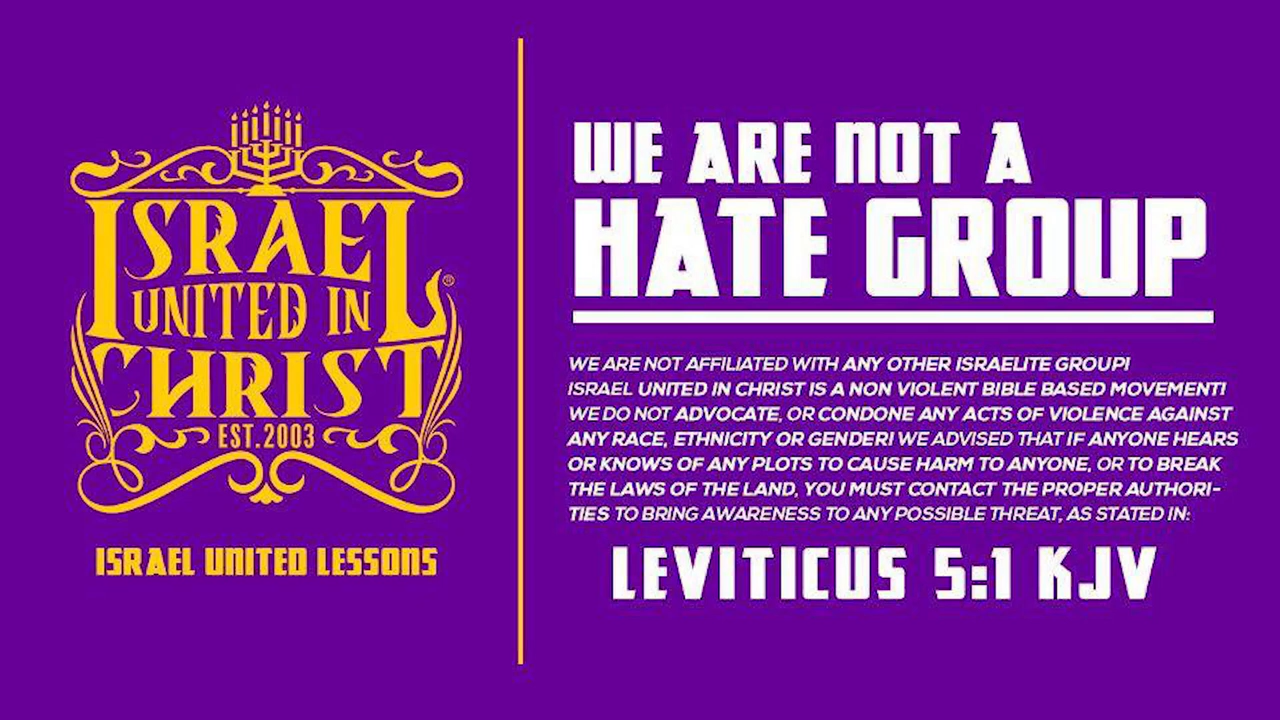 ISRAEL
UNITED IN
CHRIST
EST.2003
ISRAEL UNITED LESSONS
WE ARE NOT A
HATE GROUP
WE ARE NOT AFFILIATED WITH ANY OTHER ISRAELITE GROUP!
ISRAEL UNITED IN CHRIST IS A NON VIOLENT BIBLE BASED MOVEMENT!
WE DO NOT ADVOCATE, OR CONDONE ANY ACTS OF VIOLENCE AGAINST
ANY RACE, ETHNICITY OR GENDER! WE ADVISED THAT IF ANYONE HEARS
OR KNOWS OF ANY PLOTS TO CAUSE HARM TO ANYONE, OR TO BREAK
THE LAWS OF THE LAND, YOU MUST CONTACT THE PROPER AUTHORI-
TIES TO BRING AWARENESS TO ANY POSSIBLE THREAT, AS STATED IN:
LEVITICUS 5:1 KJV